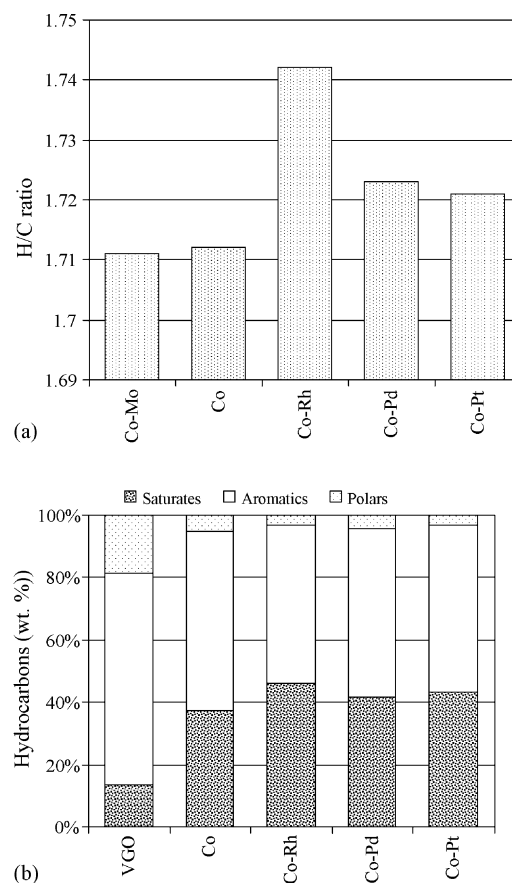 1.75
1.74
1.73
1.72
1.71
1.7
1.69
H/C ratio
Co-Mo
Co
Co-Rh
Co-Pd
Co-Pt
(a)
Saturates Aromatics Polars
100%
80%
60%
40%
20%
0%
Hydrocarbons (wt. %))
VGO
Co
Co-Rh
Co-Pd
Co-Pt
(b)